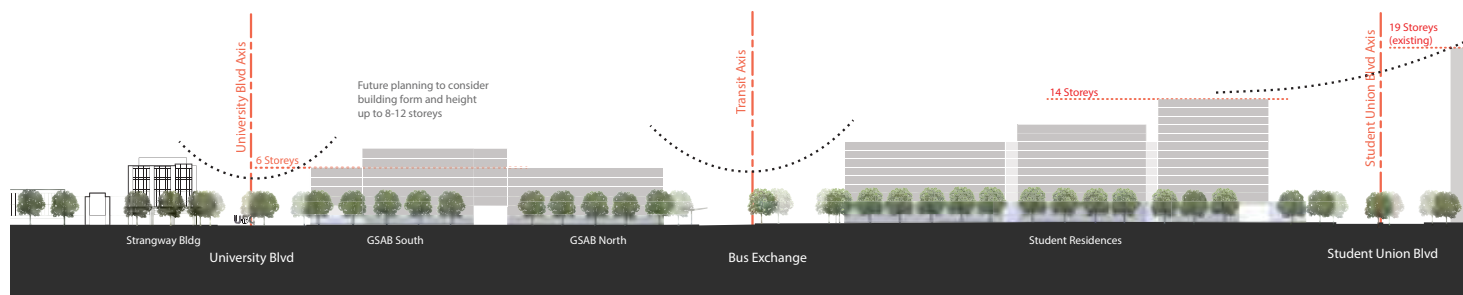 University Blvd Axis
Future planning to consider
building form and height
up to 8-12 storeys
6 Storeys
Transit Axis
14 Storeys
Student Union Blvd Axis
19 Storeys
(existing)
Strangway Bldg
University Blvd
GSAB South
GSAB North
Bus Exchange
Student Residences
Student Union Blvd